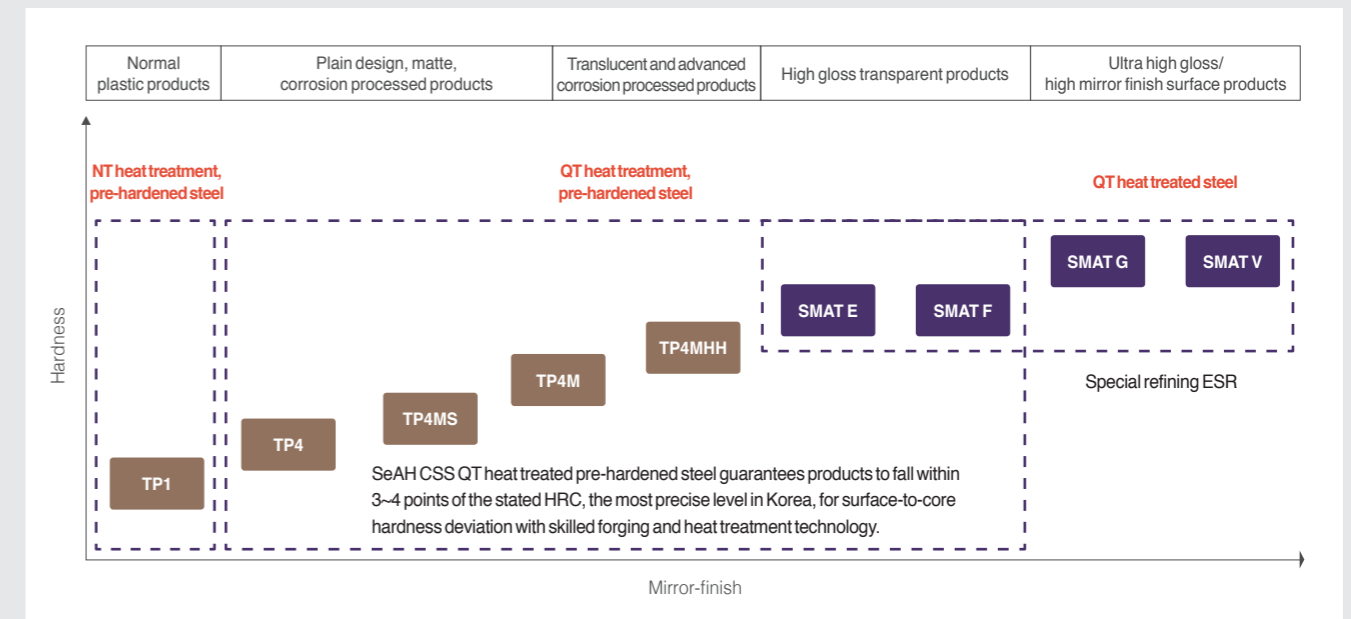 Normal
plastic products
Plain design, matte,
corrosion processed products
Translucent and advanced
corrosion processed products
High gloss transparent products
Ultra high gloss/
high mirror finish surface products
NT heat treatment,
pre-hardened steel
QT heat treatment,
pre-hardened steel
QT heat treated steel
Hardness
SMAT G
SMAT V
SMAT E
SMAT F
TP4MHH
TP4M
TP4MS
TP4
TP1
Special refining ESR
SeAH CSS QT heat treated pre-hardened steel guarantees products to fall within
3~4 points of the stated HRC, the most precise level in Korea, for surface-to-core
hardness deviation with skilled forging and heat treatment technology.
Mirror-finish